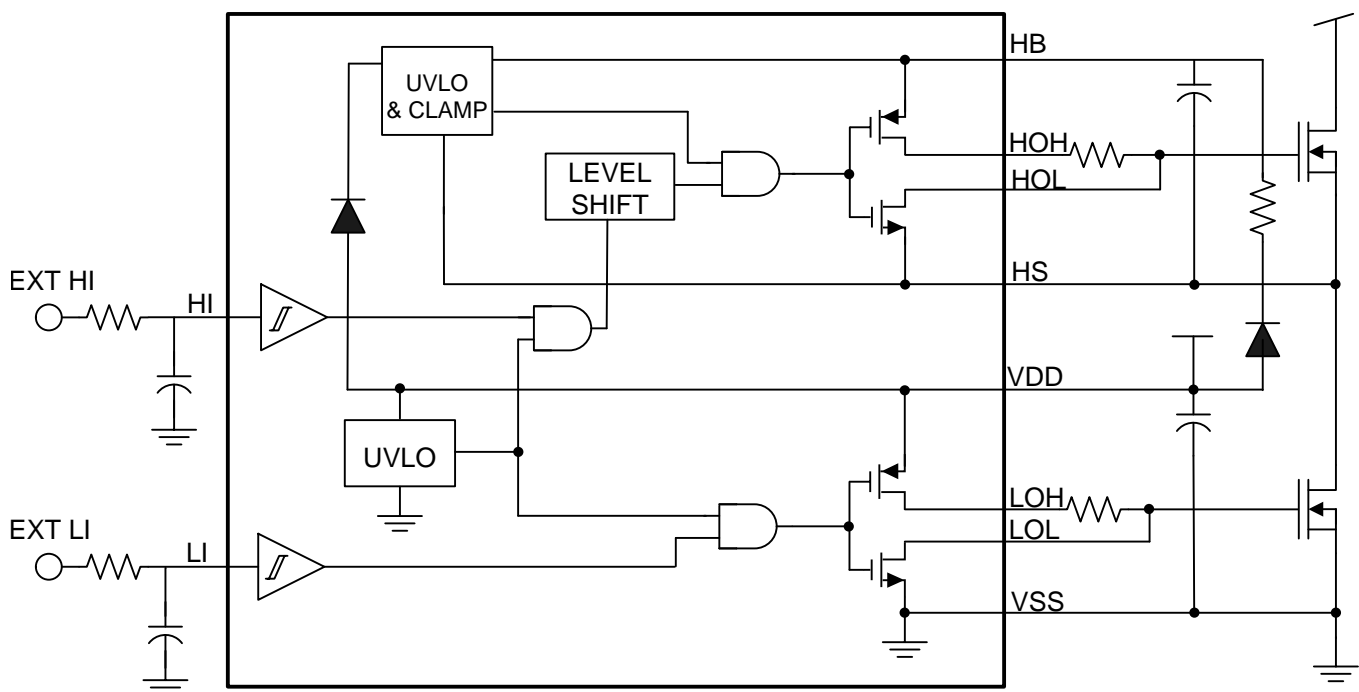 HB
UVLO
& CLAMP
HOH
LEVEL
SHIFT
HOL
EXT HI
HI
HS
VDD
UVLO
LOH
EXT LI
LI
LOL
VSS